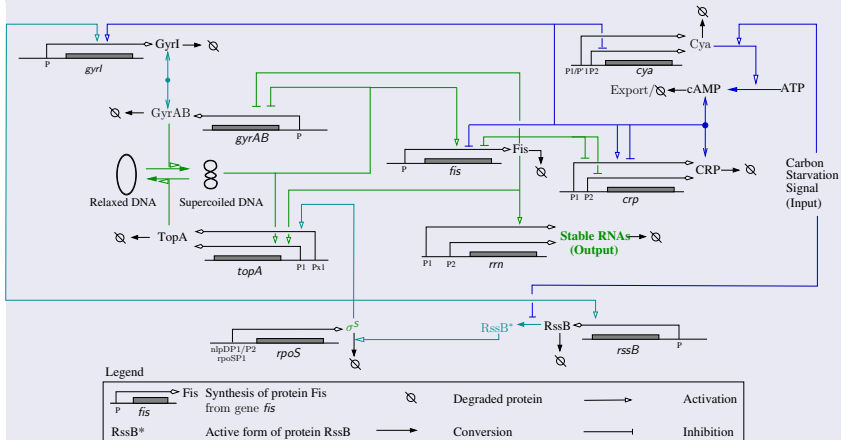 GyrI
P
gyrI
Cya
P1/P'1 P2
cya
Export/
cAMP
ATP
GyrAB
gyrAB
P
P
fis
Fis
P1
P2
crp
CRP
Carbon
Starvation
Signal
(Input)
Relaxed DNA
Supercoiled DNA
TopA
topA
P1 Px1
P1
P2
rrn
Stable RNAs
(Output)
nlpDP1/P2
rpoSP1
rpoS
σS
RssB*
RssB
rssB
P
Legend
P
fis
Fis
Synthesis of protein Fis
from gene fis
Degraded protein
Activation
RssB*
Active form of protein RssB
Conversion
Inhibition